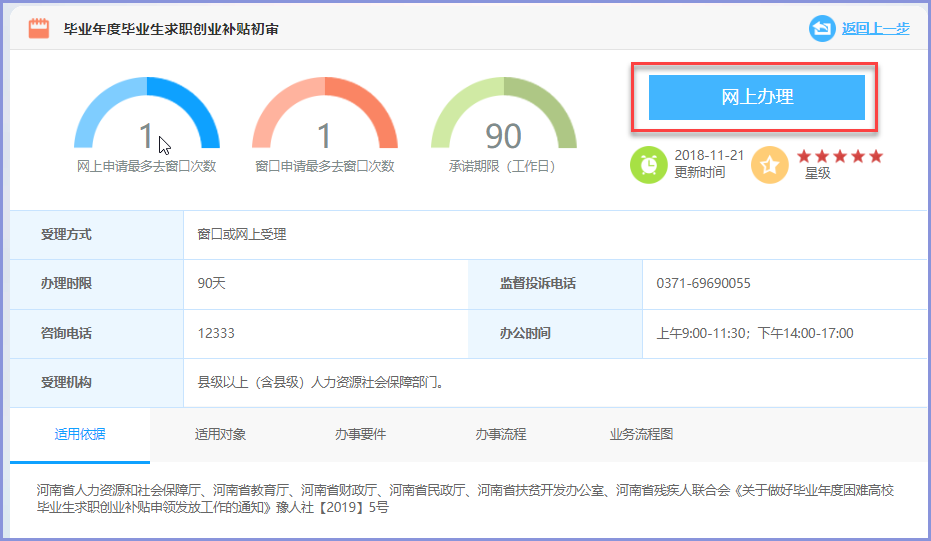 毕业年度毕业生求职创业补贴初审
返回上一步
1
网上申请最多去窗口次数
1
窗口申请最多去窗口次数
90
承诺期限（工作日）
网上办理
2018-11-21
更新时间
星级
受理方式
窗口或网上受理
办理时限
90天
监督投诉电话
0371-69690055
咨询电话
12333
办公时间
上午9:00-11:30；下午14:00-17:00
受理机构
县级以上（含县级）人力资源社会保障部门。
适用依据
适用对象
办事要件
办事流程
业务流程图
河南省人力资源和社会保障厅、河南省教育厅、河南省财政厅、河南省民政厅、河南省扶贫开发办公室、河南省残疾人联合会《关于做好毕业年度困难高校
毕业生求职创业补贴申领发放工作的通知》豫人社【2019】5号